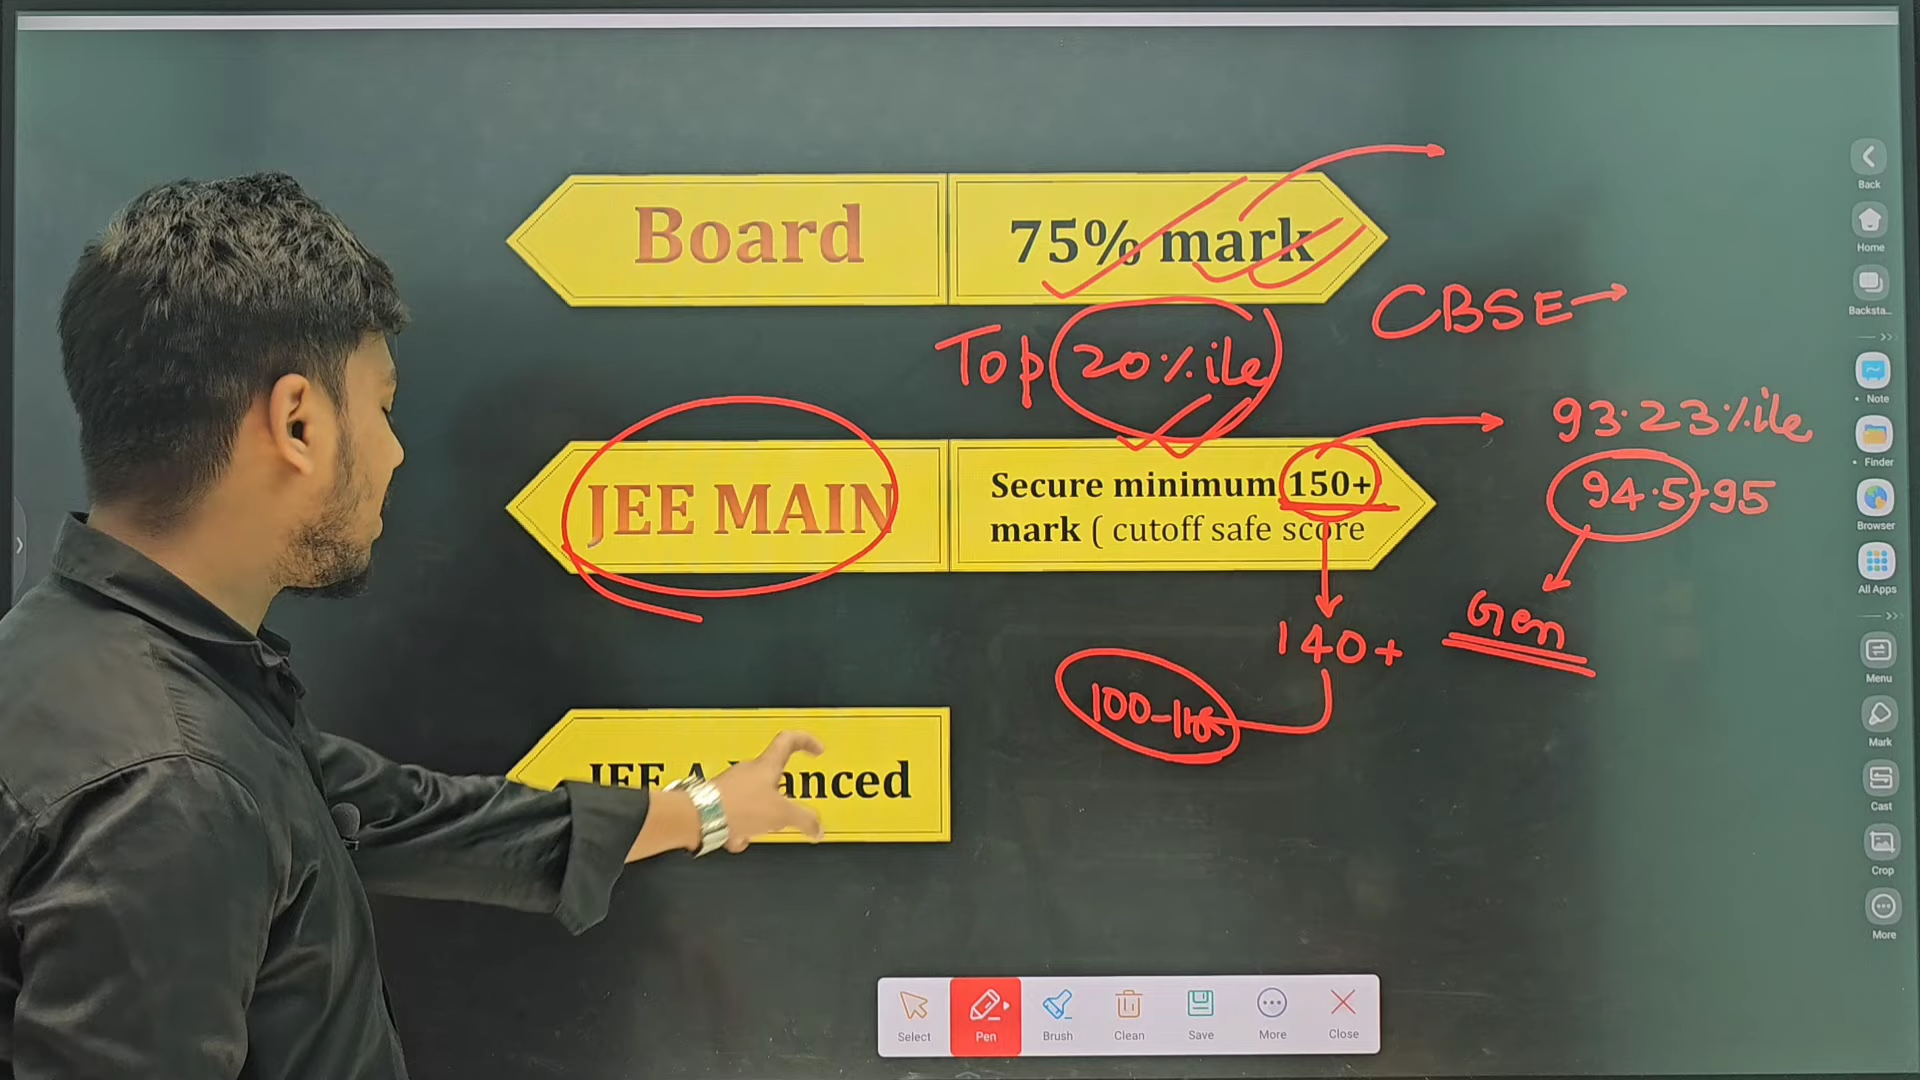 Board
75% mark
CBSE
Top 20%ile
93.23%ile
JEE MAIN
Secure minimum 150+
mark ( cutoff safe score
94.5-95
Gen
140+
JEE
anced
Back
Home
Backsta...
Note
Finder
Browser
All Apps
Menu
Mark
Cast
Crop
More
Select
Pen
Brush
Clean
Save
More
Close